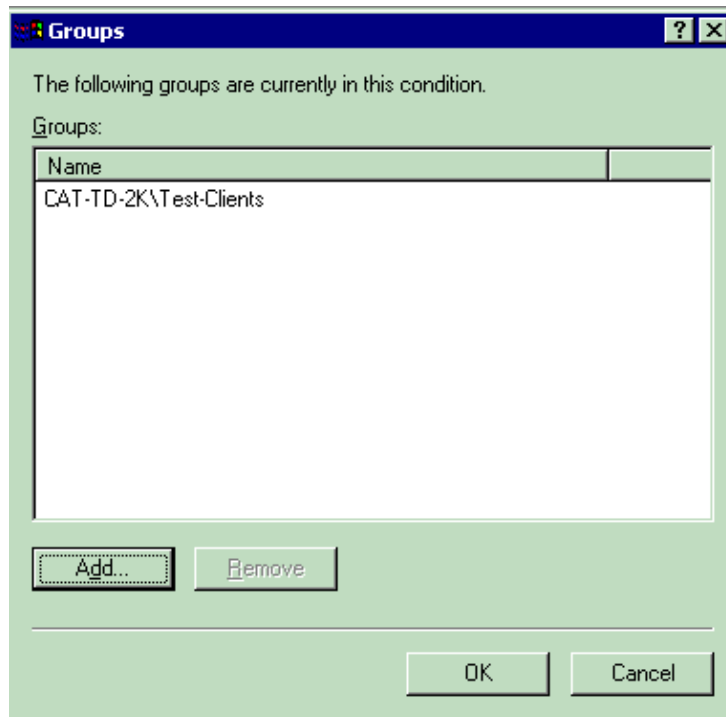 Groups
The following groups are currently in this condition.
Groups:
Name
CAT-TD-2K\Test-Clients
Add... Remove
OK Cancel